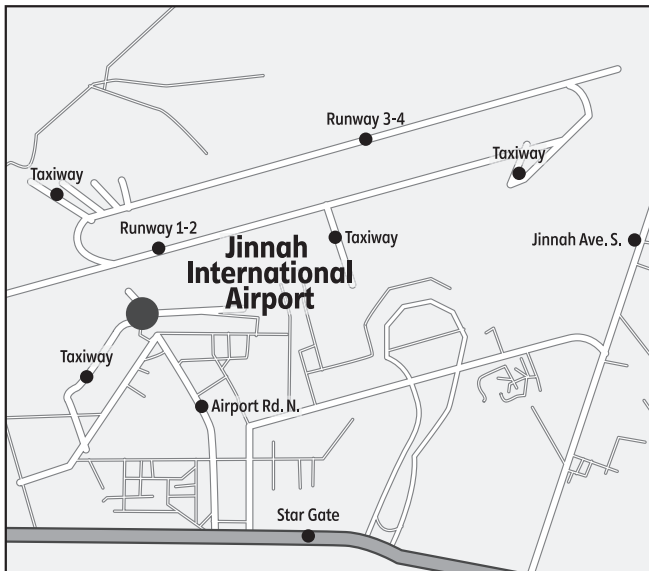 Runway 3-4
Taxiway
Taxiway
Runway 1-2
Taxiway
Jinnah Ave. S.
Jinnah
International
Airport
Taxiway
Airport Rd. N.
Star Gate